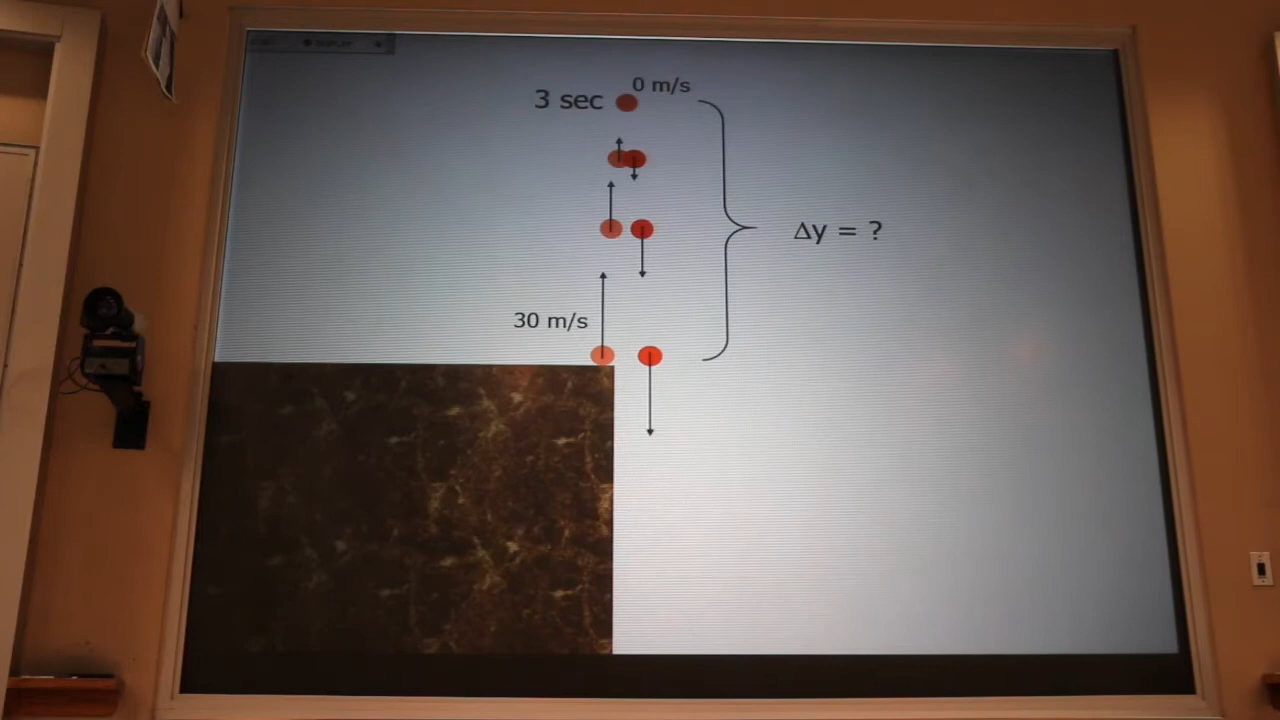 0 m/s
3 sec
Δy = ?
30 m/s